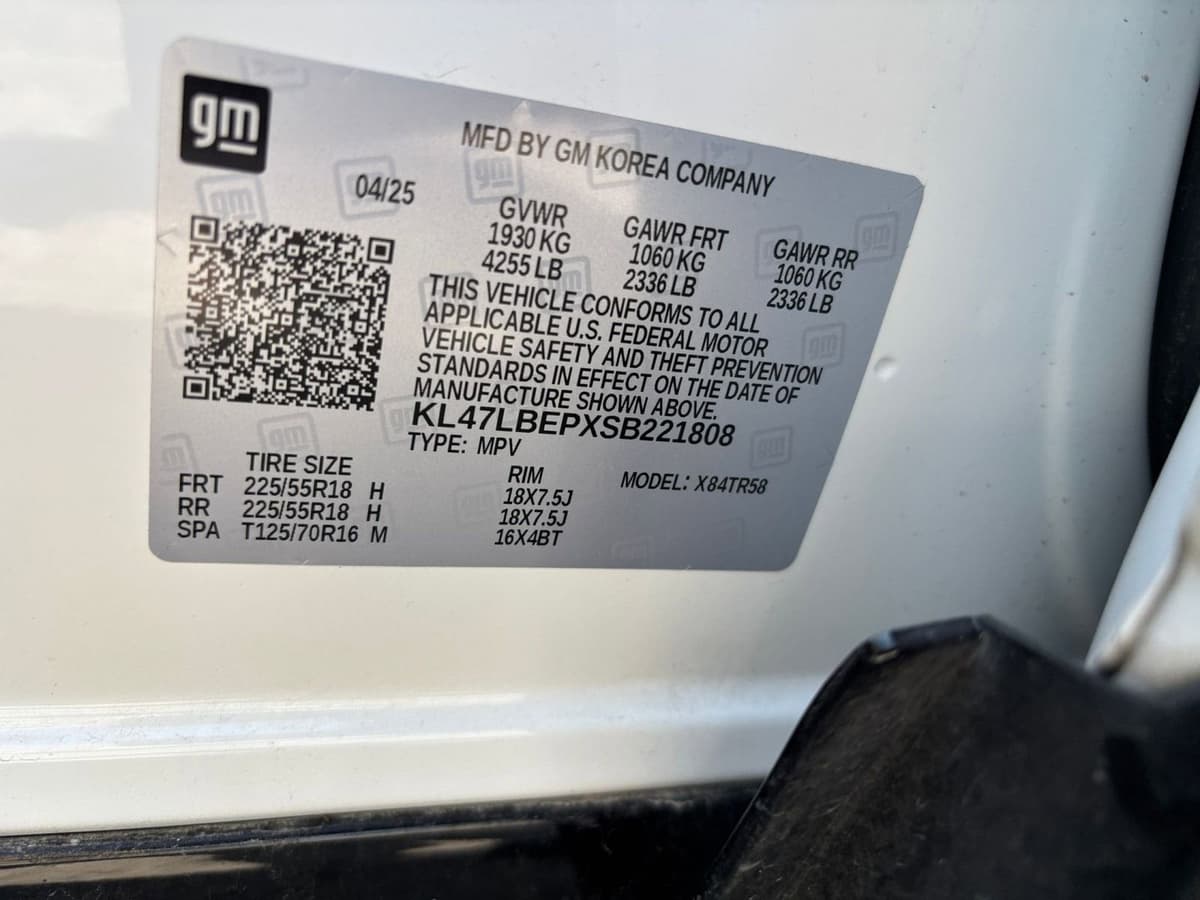 gm
MFD BY GM KOREA COMPANY
04/25
GVWR GAWR FRT GAWR RR
1930 KG 1060 KG 1060 KG
4255 LB 2336 LB 2336 LB
THIS VEHICLE CONFORMS TO ALL
APPLICABLE U.S. FEDERAL MOTOR
VEHICLE SAFETY AND THEFT PREVENTION
STANDARDS IN EFFECT ON THE DATE OF
MANUFACTURE SHOWN ABOVE.
KL47LBEPXSB221808
TYPE: MPV MODEL: X84TR58
TIRE SIZE RIM
FRT 225/55R18 H 18X7.5J
RR 225/55R18 H 18X7.5J
SPA T125/70R16 M 16X4BT